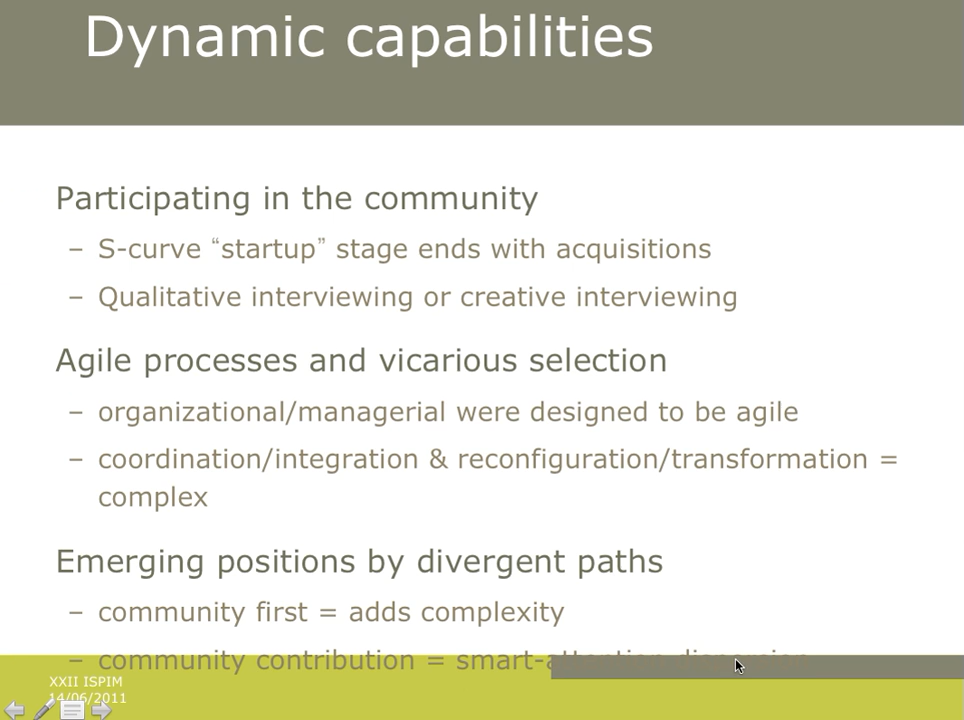 Dynamic capabilities
Participating in the community
– S-curve “startup” stage ends with acquisitions
– Qualitative interviewing or creative interviewing
Agile processes and vicarious selection
– organizational/managerial were designed to be agile
– coordination/integration & reconfiguration/transformation =
complex
Emerging positions by divergent paths
– community first = adds complexity
– community contribution = smart-attention dispersion
XXII ISPIM
14/06/2011